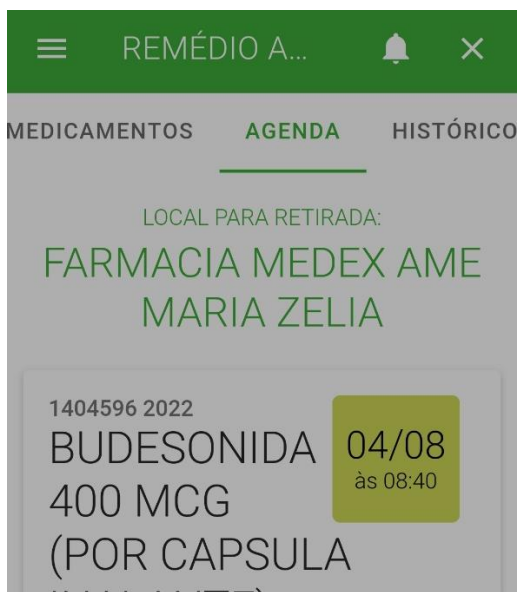 REMÉDIO A...
MEDICAMENTOS AGENDA HISTÓRICO
LOCAL PARA RETIRADA:
FARMACIA MEDEX AME
MARIA ZELIA
1404596 2022
BUDESONIDA
04/08
às 08:40
400 MCG
(POR CAPSULA